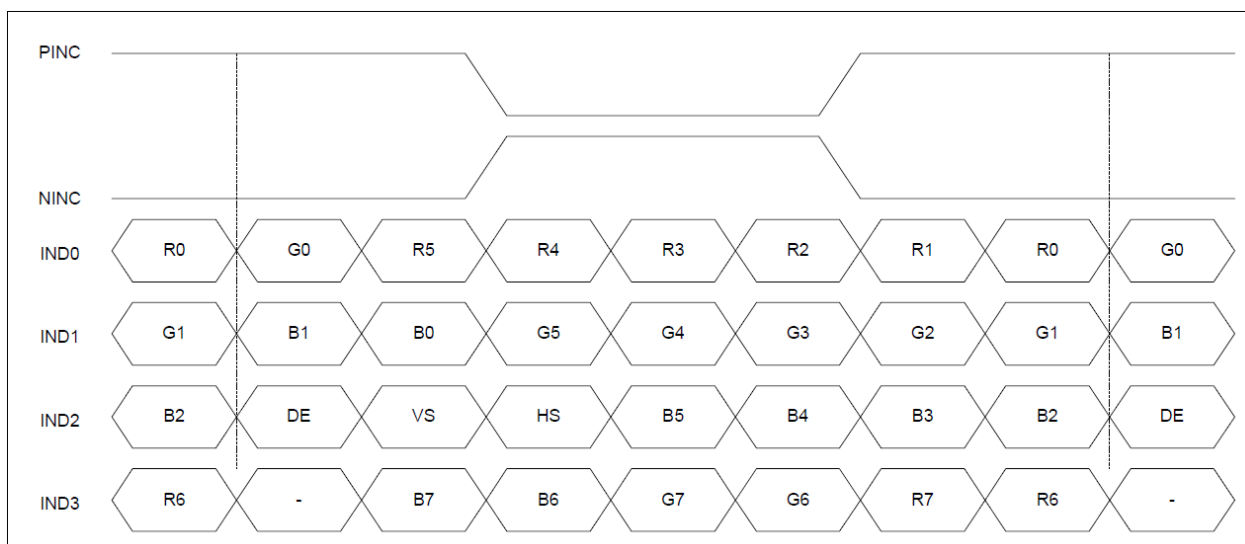 PINC
NINC
IND0 R0 G0 R5 R4 R3 R2 R1 R0 G0
IND1 G1 B1 B0 G5 G4 G3 G2 G1 B1
IND2 B2 DE VS HS B5 B4 B3 B2 DE
IND3 R6 - B7 B6 G7 G6 R7 R6 -